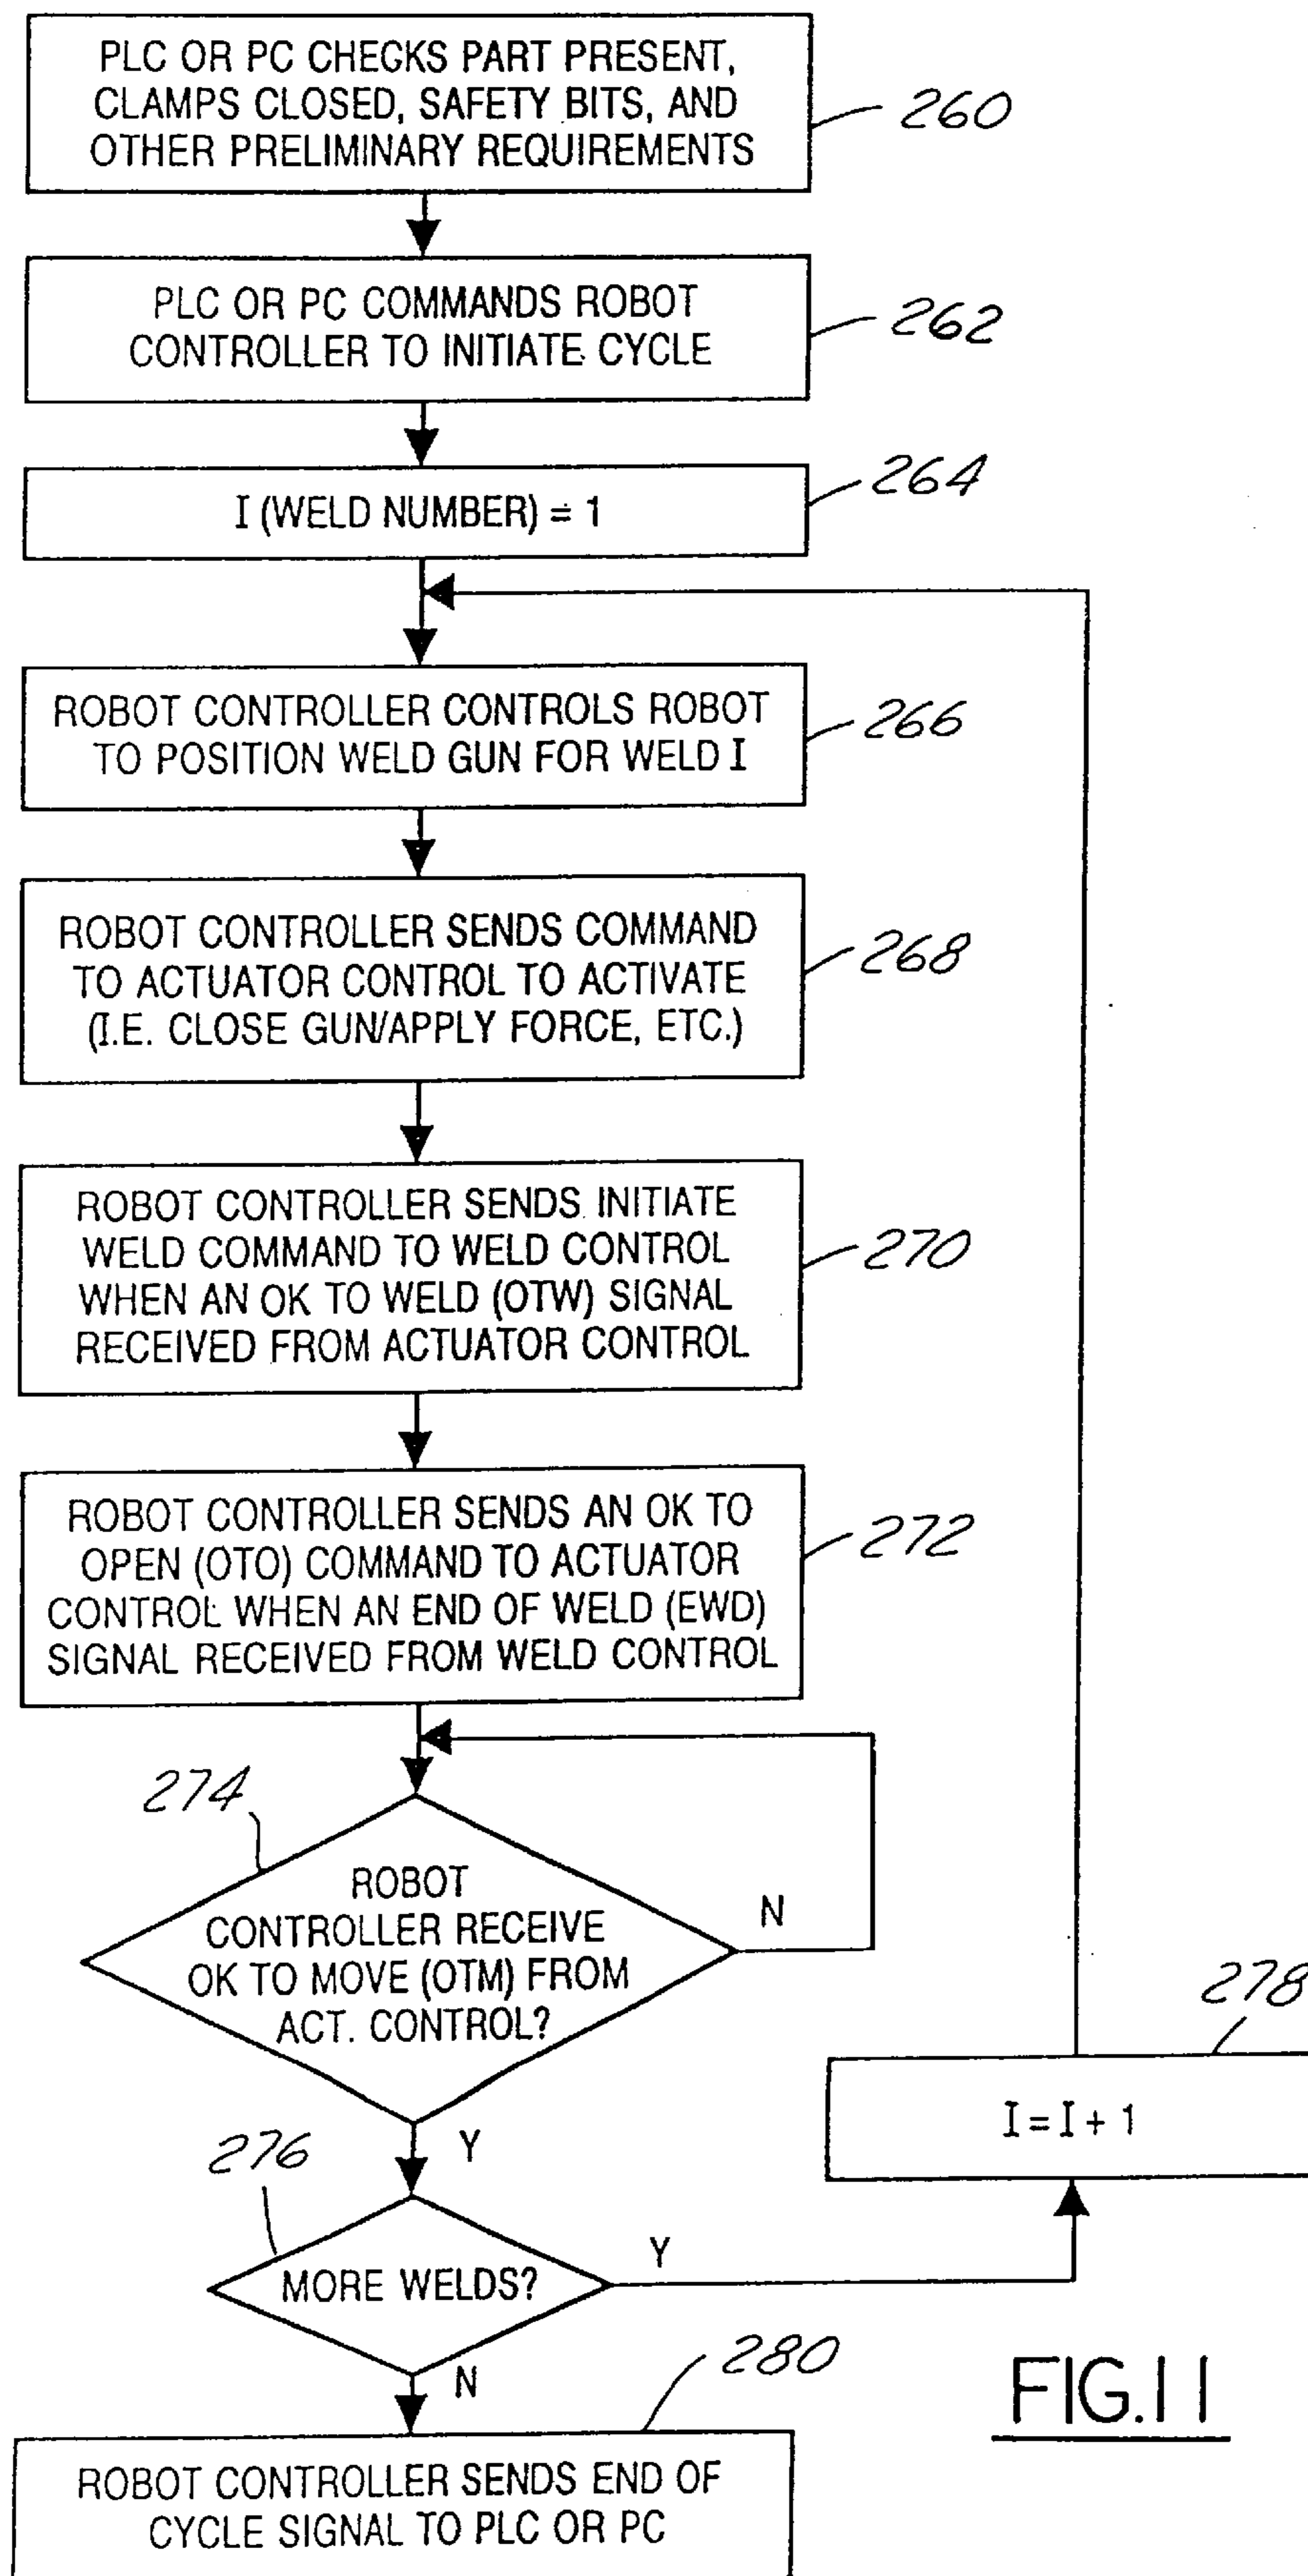 PLC OR PC CHECKS PART PRESENT,
CLAMPS CLOSED, SAFETY BITS, AND
OTHER PRELIMINARY REQUIREMENTS
260
PLC OR PC COMMANDS ROBOT
CONTROLLER TO INITIATE CYCLE
262
I (WELD NUMBER) = 1
264
ROBOT CONTROLLER CONTROLS ROBOT
TO POSITION WELD GUN FOR WELD I
266
ROBOT CONTROLLER SENDS COMMAND
TO ACTUATOR CONTROL TO ACTIVATE
(I.E. CLOSE GUN/APPLY FORCE, ETC.)
268
ROBOT CONTROLLER SENDS INITIATE
WELD COMMAND TO WELD CONTROL
WHEN AN OK TO WELD (OTW) SIGNAL
RECEIVED FROM ACTUATOR CONTROL
270
ROBOT CONTROLLER SENDS AN OK TO
OPEN (OTO) COMMAND TO ACTUATOR
CONTROL WHEN AN END OF WELD (EWD)
SIGNAL RECEIVED FROM WELD CONTROL
272
274
ROBOT
CONTROLLER RECEIVE
OK TO MOVE (OTM) FROM
ACT. CONTROL?
N
Y
278
I = I + 1
276
MORE WELDS?
Y
N
280
ROBOT CONTROLLER SENDS END OF
CYCLE SIGNAL TO PLC OR PC
FIG.11